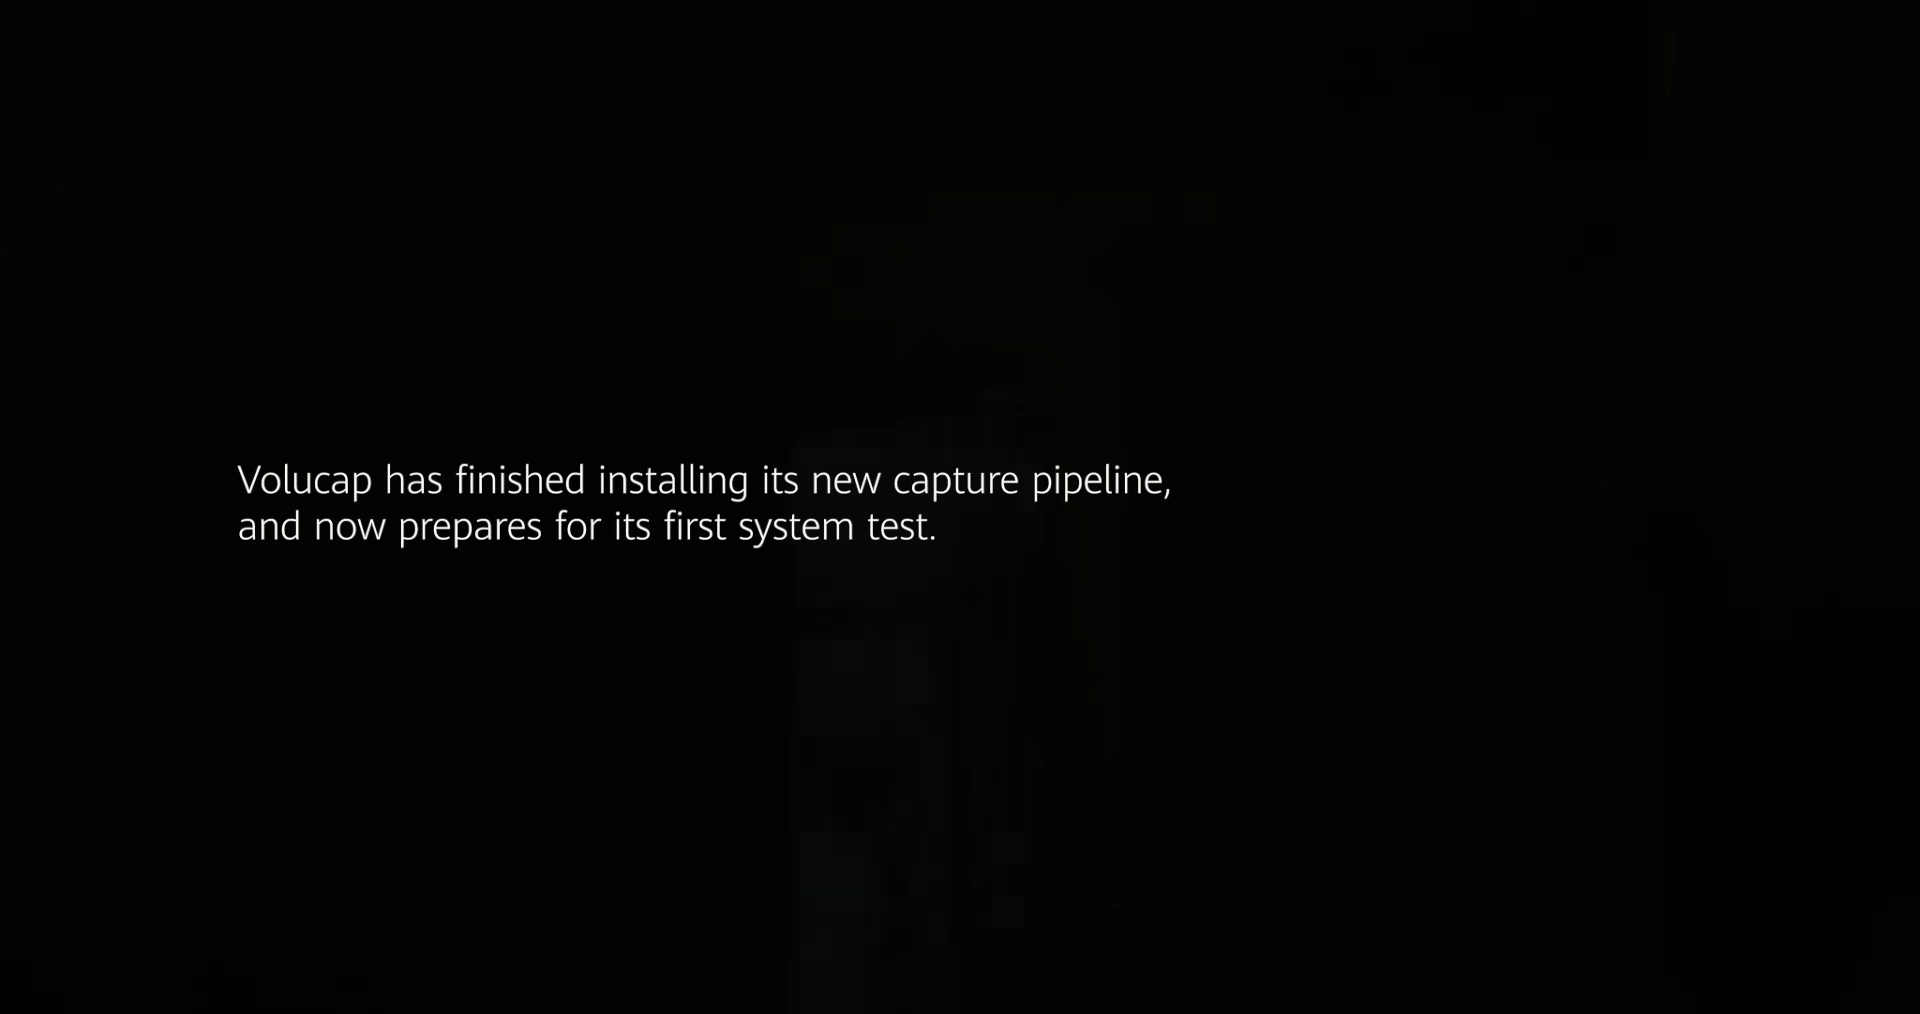 Volucap has finished installing its new capture pipeline,
and now prepares for its first system test.